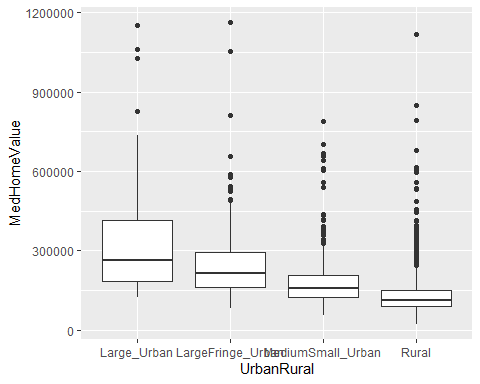 1200000
900000
600000
300000
0
MedHomeValue
Large_Urban LargeFringe_Urban MediumSmall_Urban Rural
UrbanRural